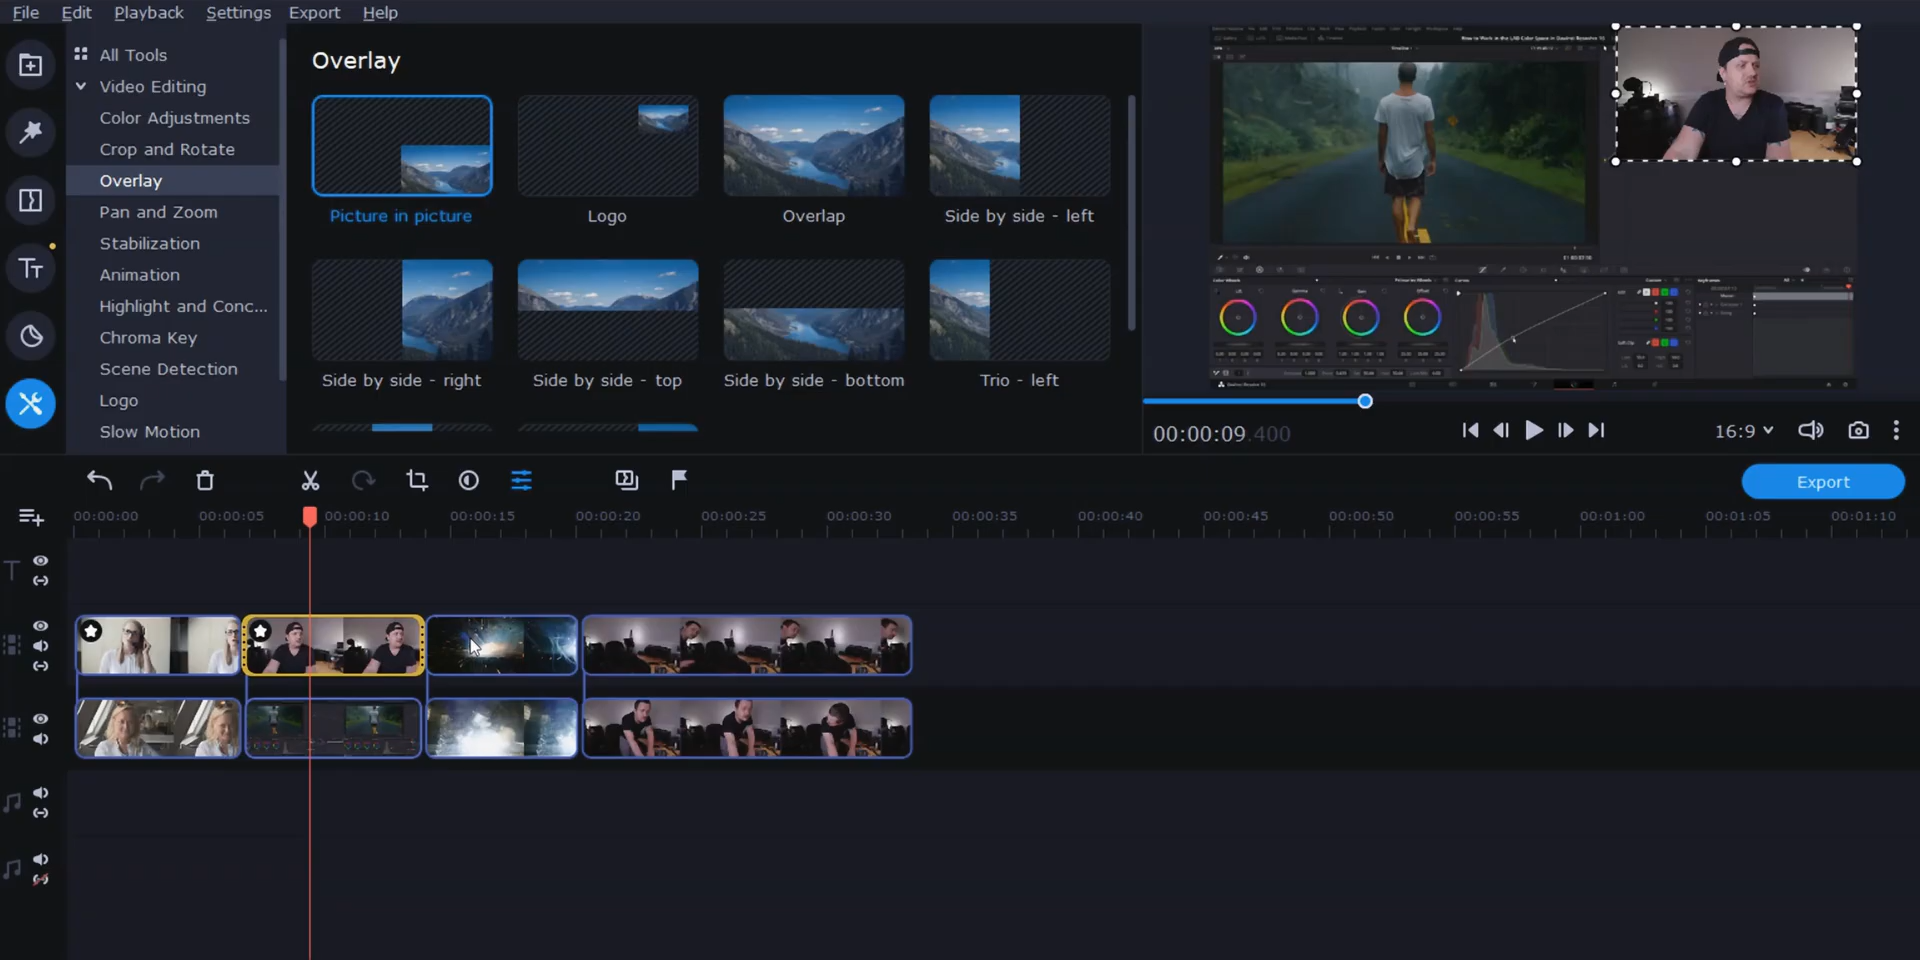 File Edit Playback Settings Export Help
All Tools
Video Editing
Color Adjustments
Crop and Rotate
Overlay
Pan and Zoom
Stabilization
Animation
Highlight and Conc...
Chroma Key
Scene Detection
Logo
Slow Motion
Overlay
Picture in picture
Logo
Overlap
Side by side - left
Side by side - right
Side by side - top
Side by side - bottom
Trio - left
00:00:09.400
16:9
Export
00:00:00 00:00:05 00:00:10 00:00:15 00:00:20 00:00:25 00:00:30 00:00:35 00:00:40 00:00:45 00:00:50 00:00:55 00:01:00 00:01:05 00:01:10